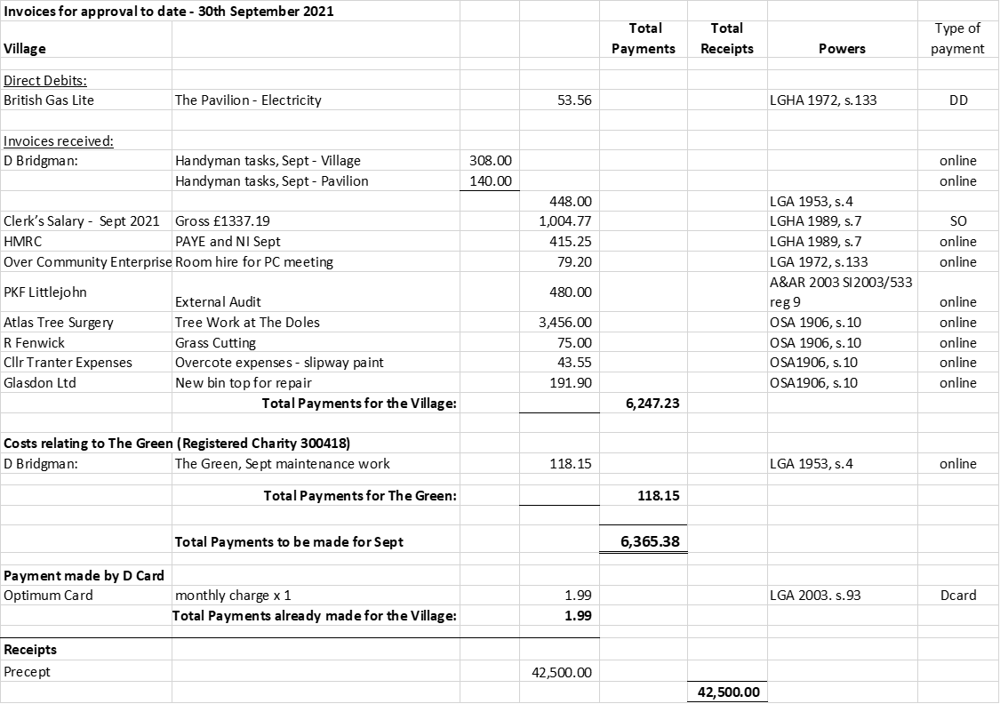 Invoices for approval to date - 30th September 2021
Village Total Payments Total Receipts Powers Type of payment
Direct Debits:
British Gas Lite The Pavilion - Electricity 53.56 LGHA 1972, s.133 DD
Invoices received:
D Bridgman: Handyman tasks, Sept - Village 308.00 online
Handyman tasks, Sept - Pavilion 140.00 online
448.00 LGA 1953, s.4
Clerk's Salary - Sept 2021 Gross £1337.19 1,004.77 LGHA 1989, s.7 SO
HMRC PAYE and NI Sept 415.25 LGHA 1989, s.7 online
Over Community Enterprise Room hire for PC meeting 79.20 LGA 1972, s.133 online
PKF Littlejohn External Audit 480.00 A&AR 2003 SI2003/533 reg 9 online
Atlas Tree Surgery Tree Work at The Doles 3,456.00 OSA 1906, s.10 online
R Fenwick Grass Cutting 75.00 OSA 1906, s.10 online
Cllr Tranter Expenses Overcote expenses - slipway paint 43.55 OSA1906, s.10 online
Glasdon Ltd New bin top for repair 191.90 OSA1906, s.10 online
Total Payments for the Village: 6,247.23
Costs relating to The Green (Registered Charity 300418)
D Bridgman: The Green, Sept maintenance work 118.15 LGA 1953, s.4 online
Total Payments for The Green: 118.15
Total Payments to be made for Sept 6,365.38
Payment made by D Card
Optimum Card monthly charge x 1 1.99 LGA 2003. s.93 Dcard
Total Payments already made for the Village: 1.99
Receipts
Precept 42,500.00
42,500.00